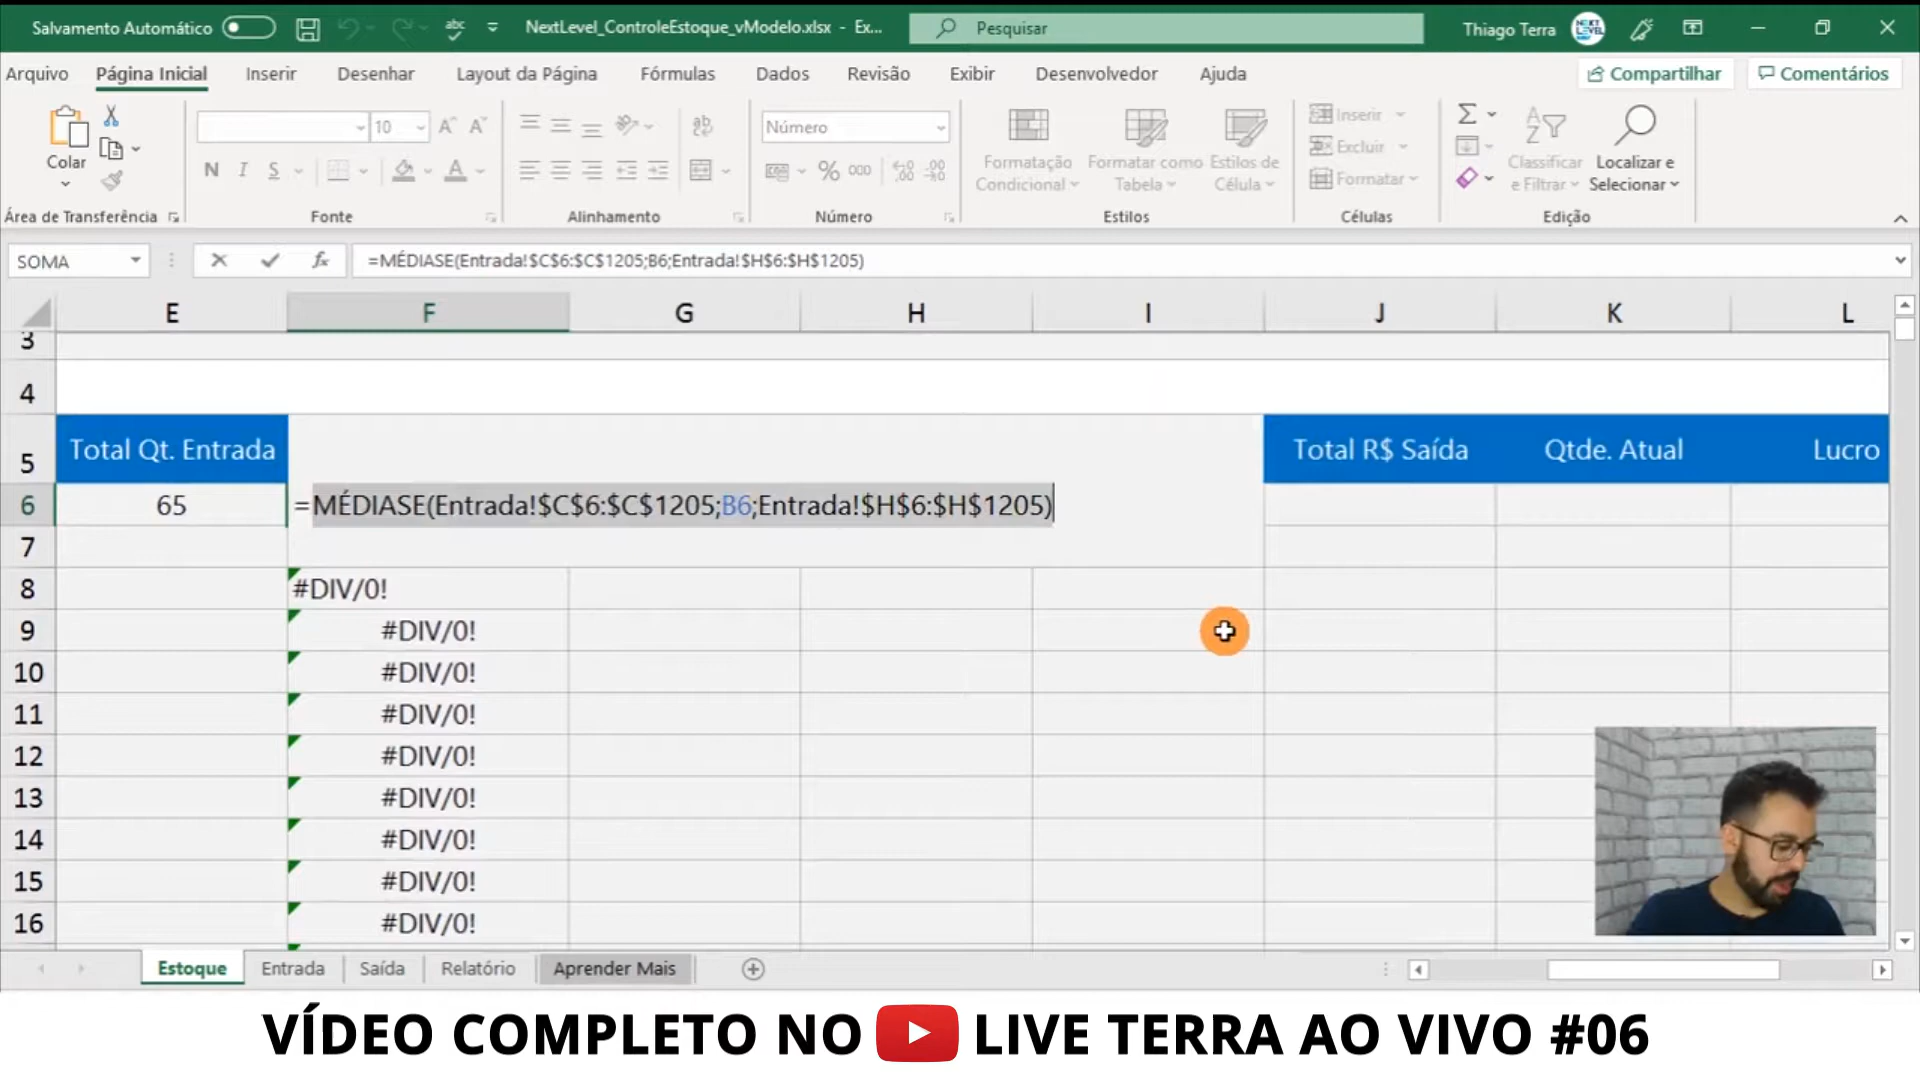 Salvamento Automático
NextLevel_ControleEstoque_vModelo.xlsx - Ex...
Pesquisar
Thiago Terra
Arquivo Página Inicial Inserir Desenhar Layout da Página Fórmulas Dados Revisão Exibir Desenvolvedor Ajuda Compartilhar Comentários
Colar
10
N I S
Número
% 000
Formatação Condicional
Formatar como Tabela
Estilos de Célula
Inserir
Excluir
Formatar
Classificar e Filtrar
Localizar e Selecionar
Área de Transferência Fonte Alinhamento Número Estilos Células Edição
SOMA fx =MÉDIASE(Entrada!$C$6:$C$1205;B6;Entrada!$H$6:$H$1205)
E F G H I J K L
3
4
5 Total Qt. Entrada Total R$ Saída Qtde. Atual Lucro
6 65 =MÉDIASE(Entrada!$C$6:$C$1205;B6;Entrada!$H$6:$H$1205)
7
8 #DIV/0!
9 #DIV/0!
10 #DIV/0!
11 #DIV/0!
12 #DIV/0!
13 #DIV/0!
14 #DIV/0!
15 #DIV/0!
16 #DIV/0!
Estoque Entrada Saída Relatório Aprender Mais
VÍDEO COMPLETO NO LIVE TERRA AO VIVO #06